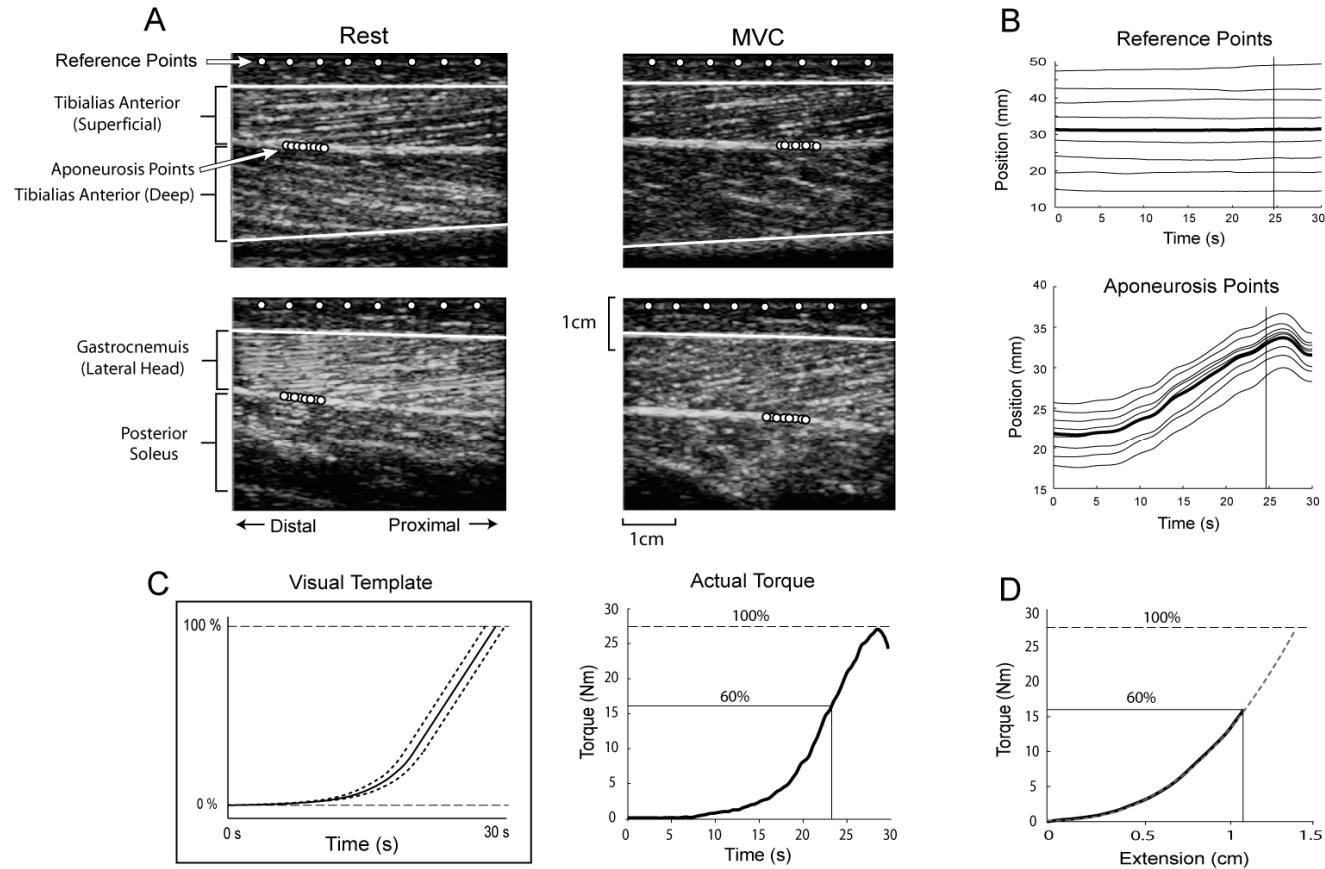 A
Rest
MVC
Reference Points
Tibialias Anterior
(Superficial)
Aponeurosis Points
Tibialias Anterior (Deep)
Gastrocnemuis
(Lateral Head)
Posterior
Soleus
Distal
Proximal
1cm
1cm
B
Reference Points
Position (mm)
50
40
30
20
10
0
5
10
15
20
25
30
Time (s)
Aponeurosis Points
Position (mm)
40
35
30
25
20
15
0
5
10
15
20
25
30
Time (s)
C
Visual Template
100 %
0 %
0 s
30 s
Time (s)
Actual Torque
Torque (Nm)
30
25
20
15
10
5
0
100%
60%
0
5
10
15
20
25
30
Time (s)
D
Torque (Nm)
30
25
20
15
10
5
0
100%
60%
0
0.5
1
1.5
Extension (cm)